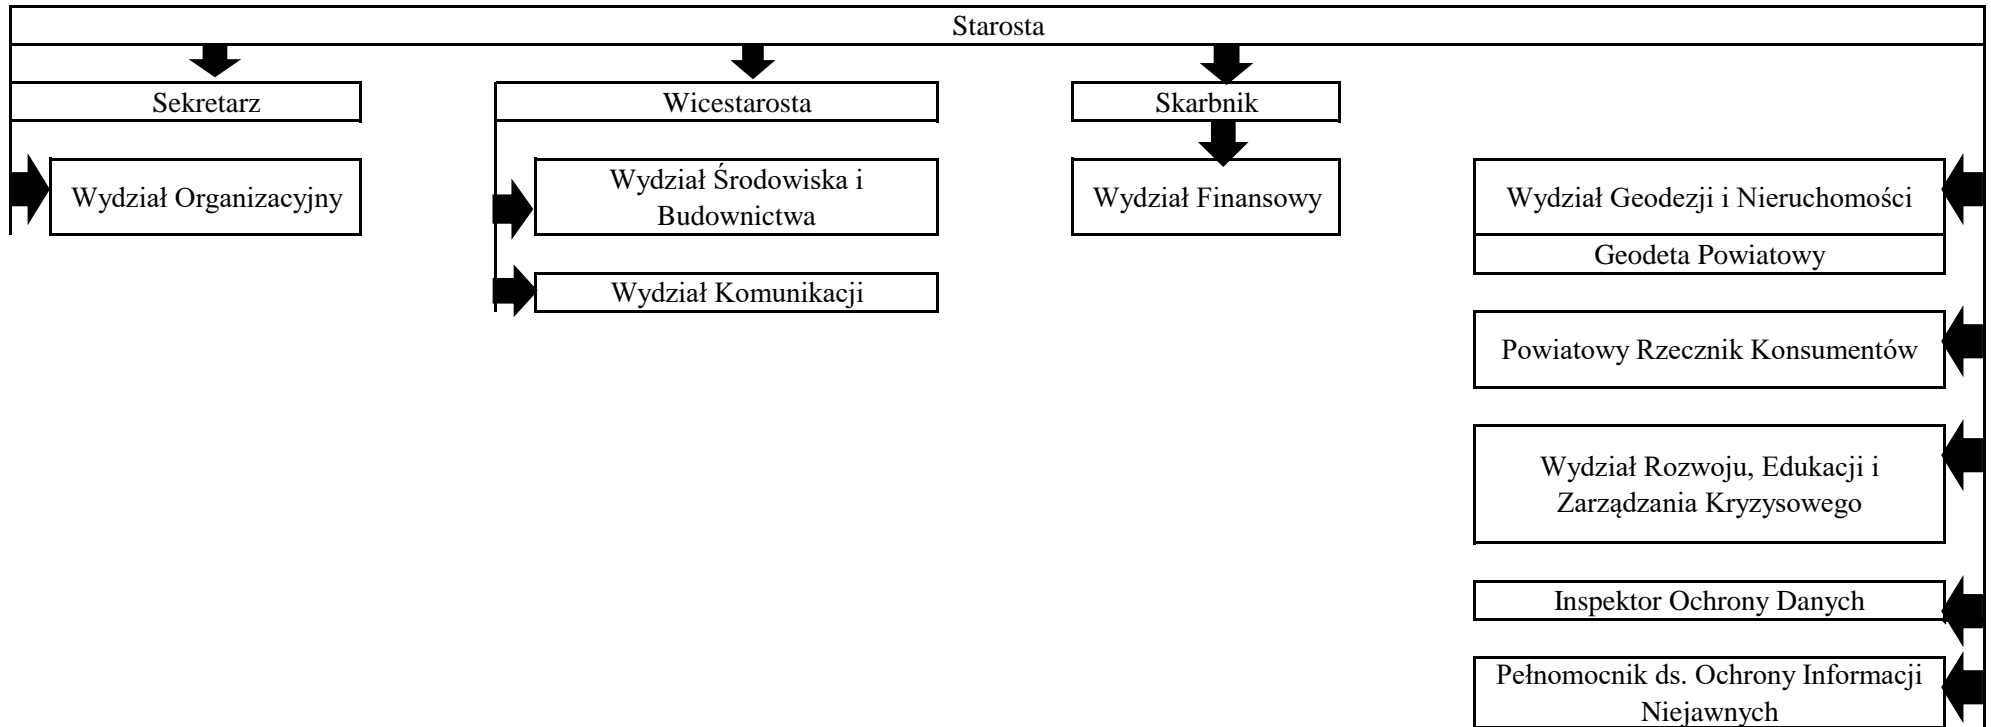 Starosta
Sekretarz
Wicestarosta
Skarbnik
Wydział Organizacyjny
Wydział Środowiska i
Budownictwa
Wydział Komunikacji
Wydział Finansowy
Wydział Geodezji i Nieruchomości
Geodeta Powiatowy
Powiatowy Rzecznik Konsumentów
Wydział Rozwoju, Edukacji i
Zarządzania Kryzysowego
Inspektor Ochrony Danych
Pełnomocnik ds. Ochrony Informacji
Niejawnych